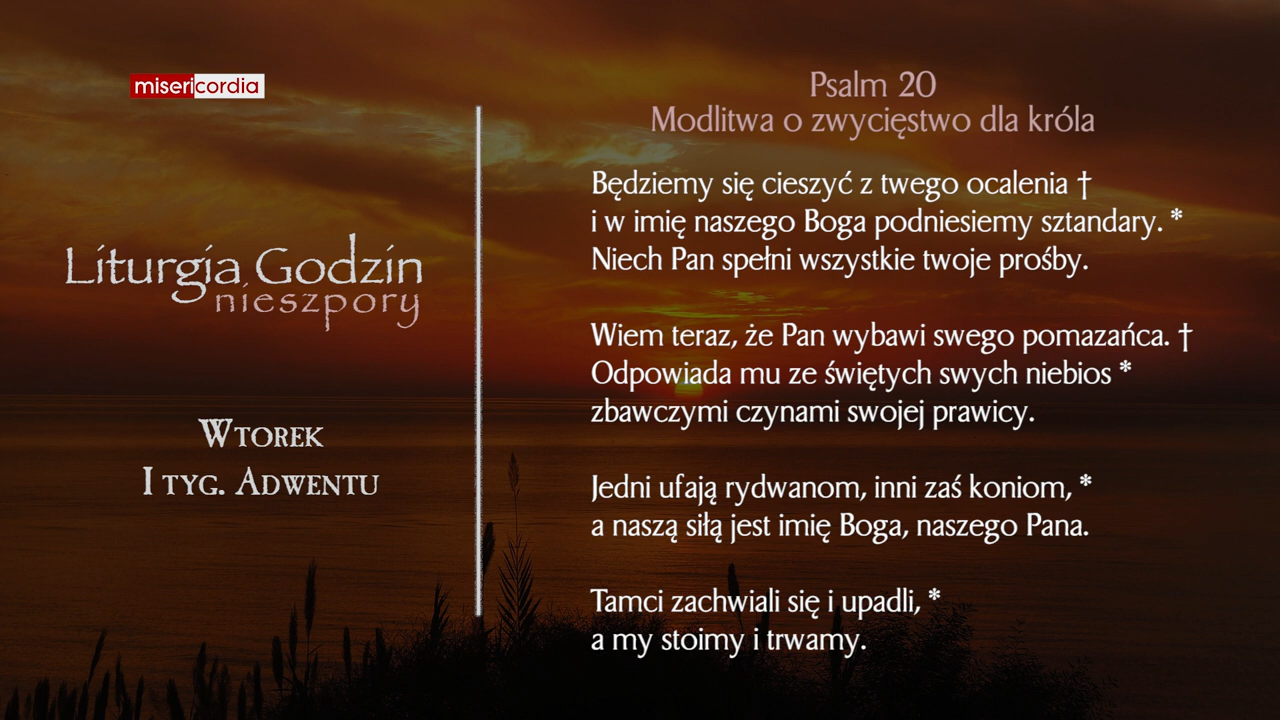 misericordia
Liturgia Godzin
nieszpory
Wtorek
I tyg. Adwentu
Psalm 20
Modlitwa o zwycięstwo dla króla
Będziemy się cieszyć z twego ocalenia †
i w imię naszego Boga podniesiemy sztandary. *
Niech Pan spełni wszystkie twoje prośby.
Wiem teraz, że Pan wybawi swego pomazańca. †
Odpowiada mu ze świętych swych niebios *
zbawczymi czynami swojej prawicy.
Jedni ufają rydwanom, inni zaś koniom, *
a naszą siłą jest imię Boga, naszego Pana.
Tamci zachwiali się i upadli, *
a my stoimy i trwamy.